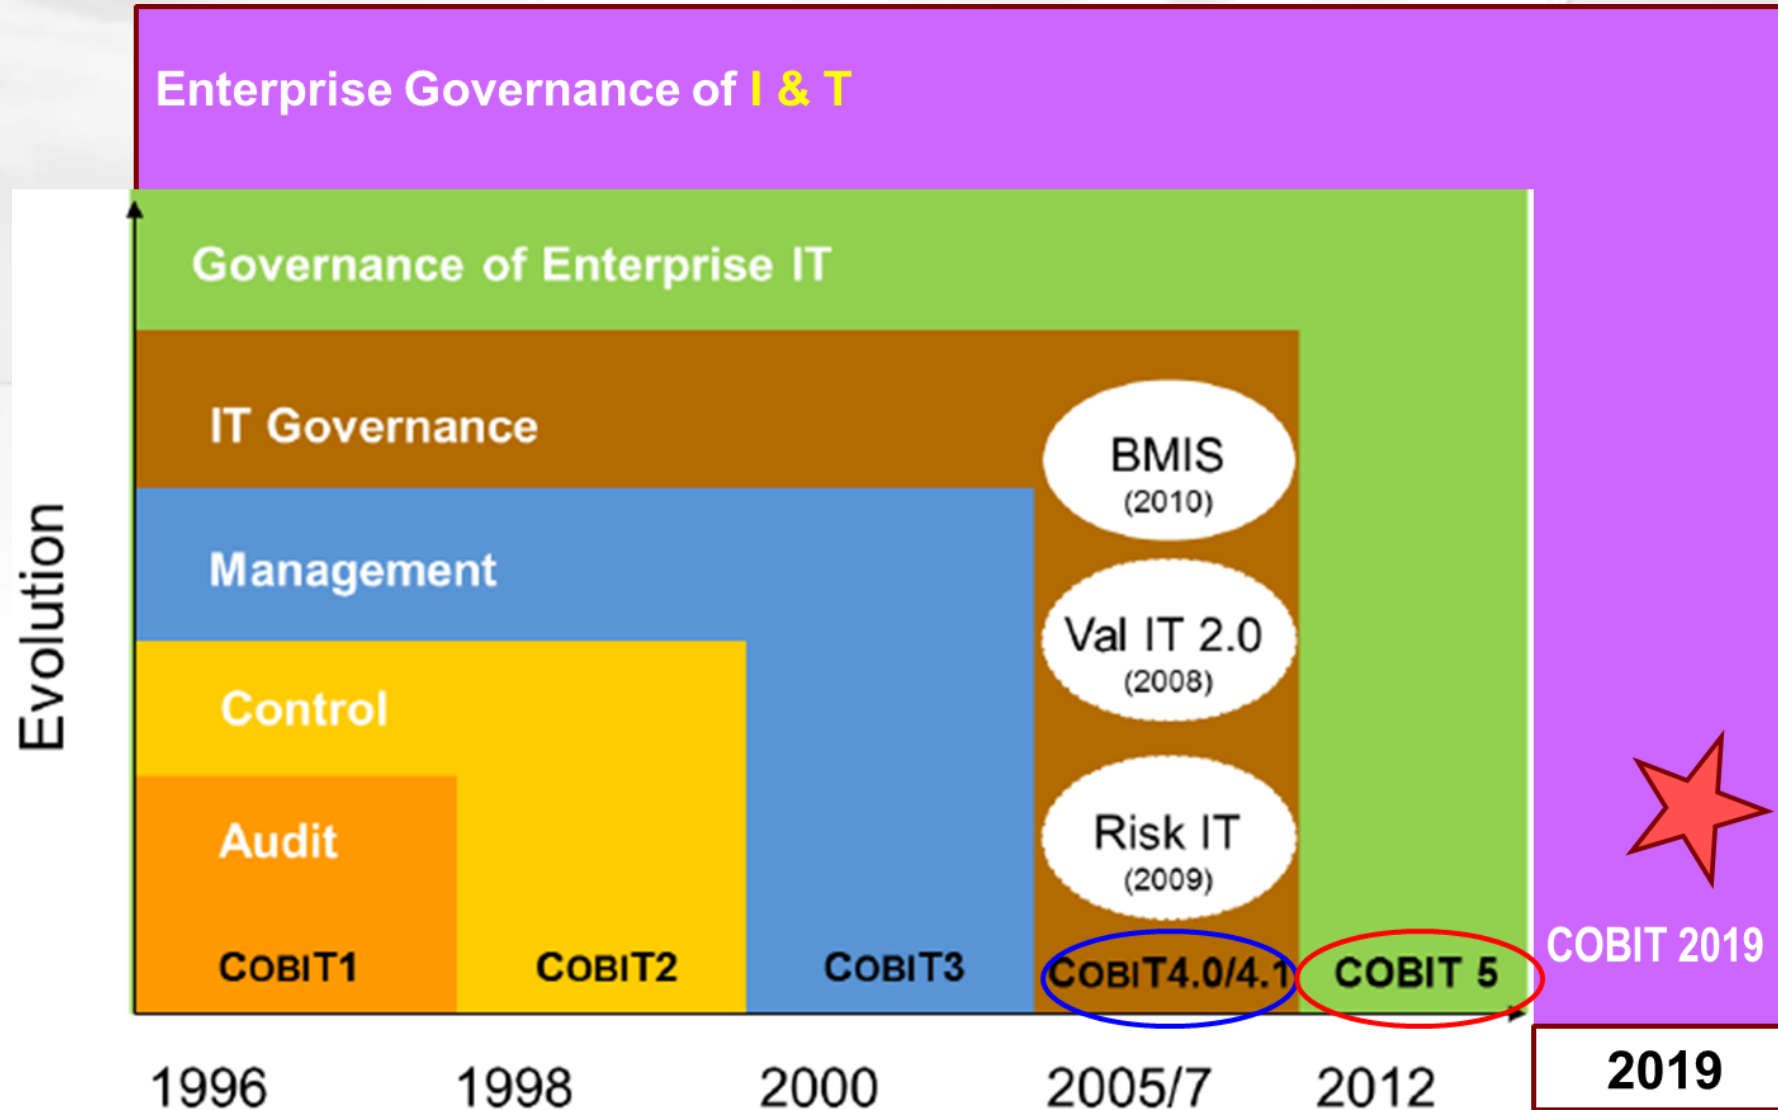 Enterprise Governance of I & T
Governance of Enterprise IT
IT Governance
BMIS
(2010)
Management
Val IT 2.0
(2008)
Control
Audit
Risk IT
(2009)
Evolution
COBIT1
COBIT2
COBIT3
COBIT4.0/4.1
COBIT 5
COBIT 2019
1996
1998
2000
2005/7
2012
2019